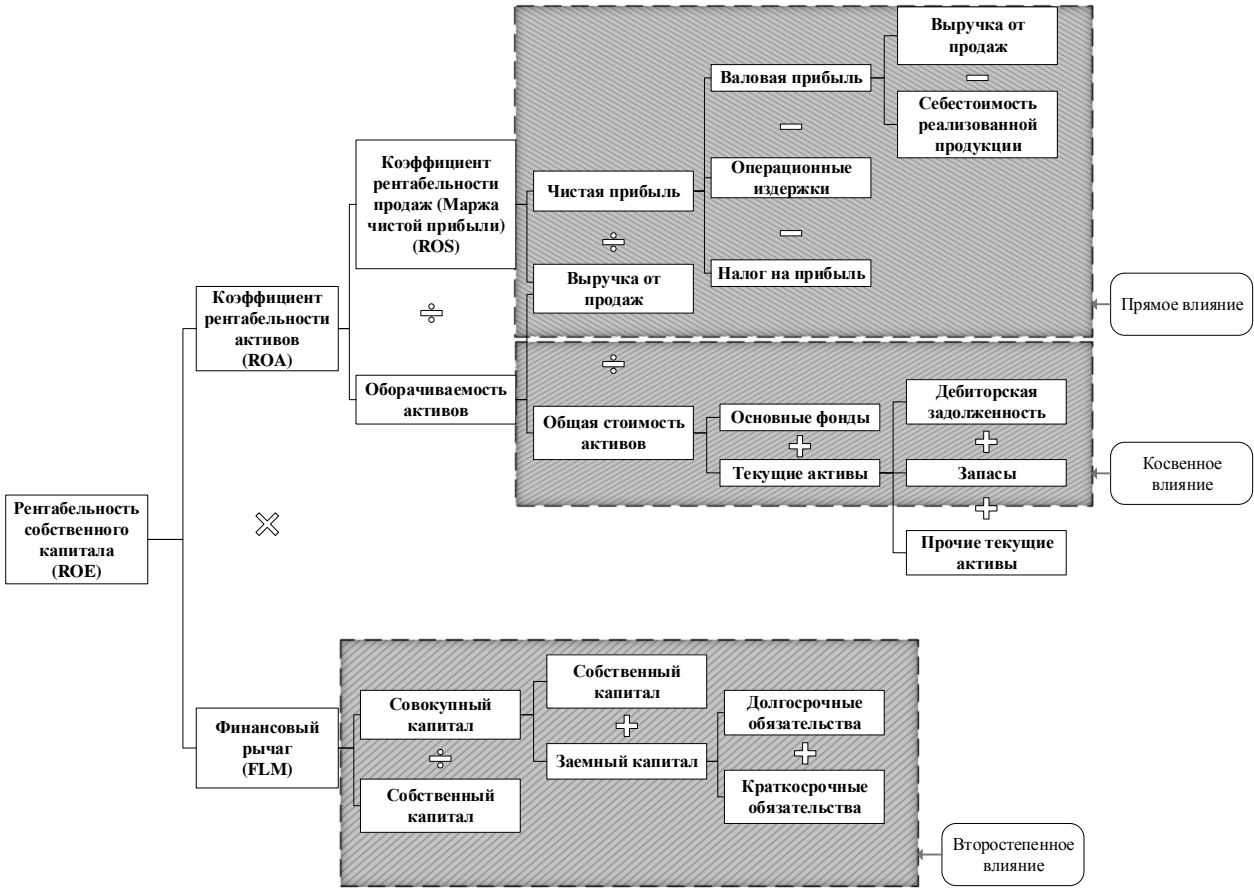 Выручка от
продаж
Валовая прибыль
Себестоимость
реализованной
продукции
Коэффициент
рентабельности
продаж (Маржа
чистой прибыли)
(ROS)
Чистая прибыль
Операционные
издержки
Выручка от
продаж
Налог на прибыль
Прямое влияние
Коэффициент
рентабельности
активов
(ROA)
Оборачиваемость
активов
Общая стоимость
активов
Основные фонды
Текущие активы
Дебиторская
задолженность
Запасы
Прочие текущие
активы
Косвенное
влияние
Рентабельность
собственного
капитала
(ROE)
Финансовый
рычаг
(FLM)
Совокупный
капитал
Собственный
капитал
Собственный
капитал
Заемный капитал
Долгосрочные
обязательства
Краткосрочные
обязательства
Второстепенное
влияние